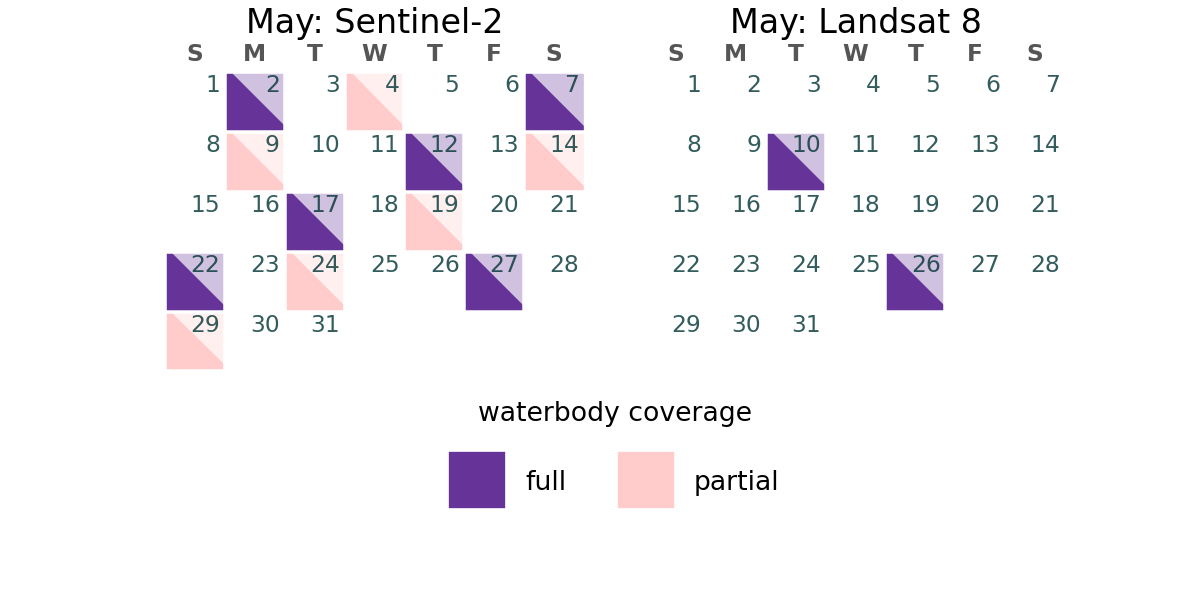 May: Sentinel-2
S M T W T F S
1 2 3 4 5 6 7
8 9 10 11 12 13 14
15 16 17 18 19 20 21
22 23 24 25 26 27 28
29 30 31
May: Landsat 8
S M T W T F S
1 2 3 4 5 6 7
8 9 10 11 12 13 14
15 16 17 18 19 20 21
22 23 24 25 26 27 28
29 30 31
waterbody coverage
full
partial